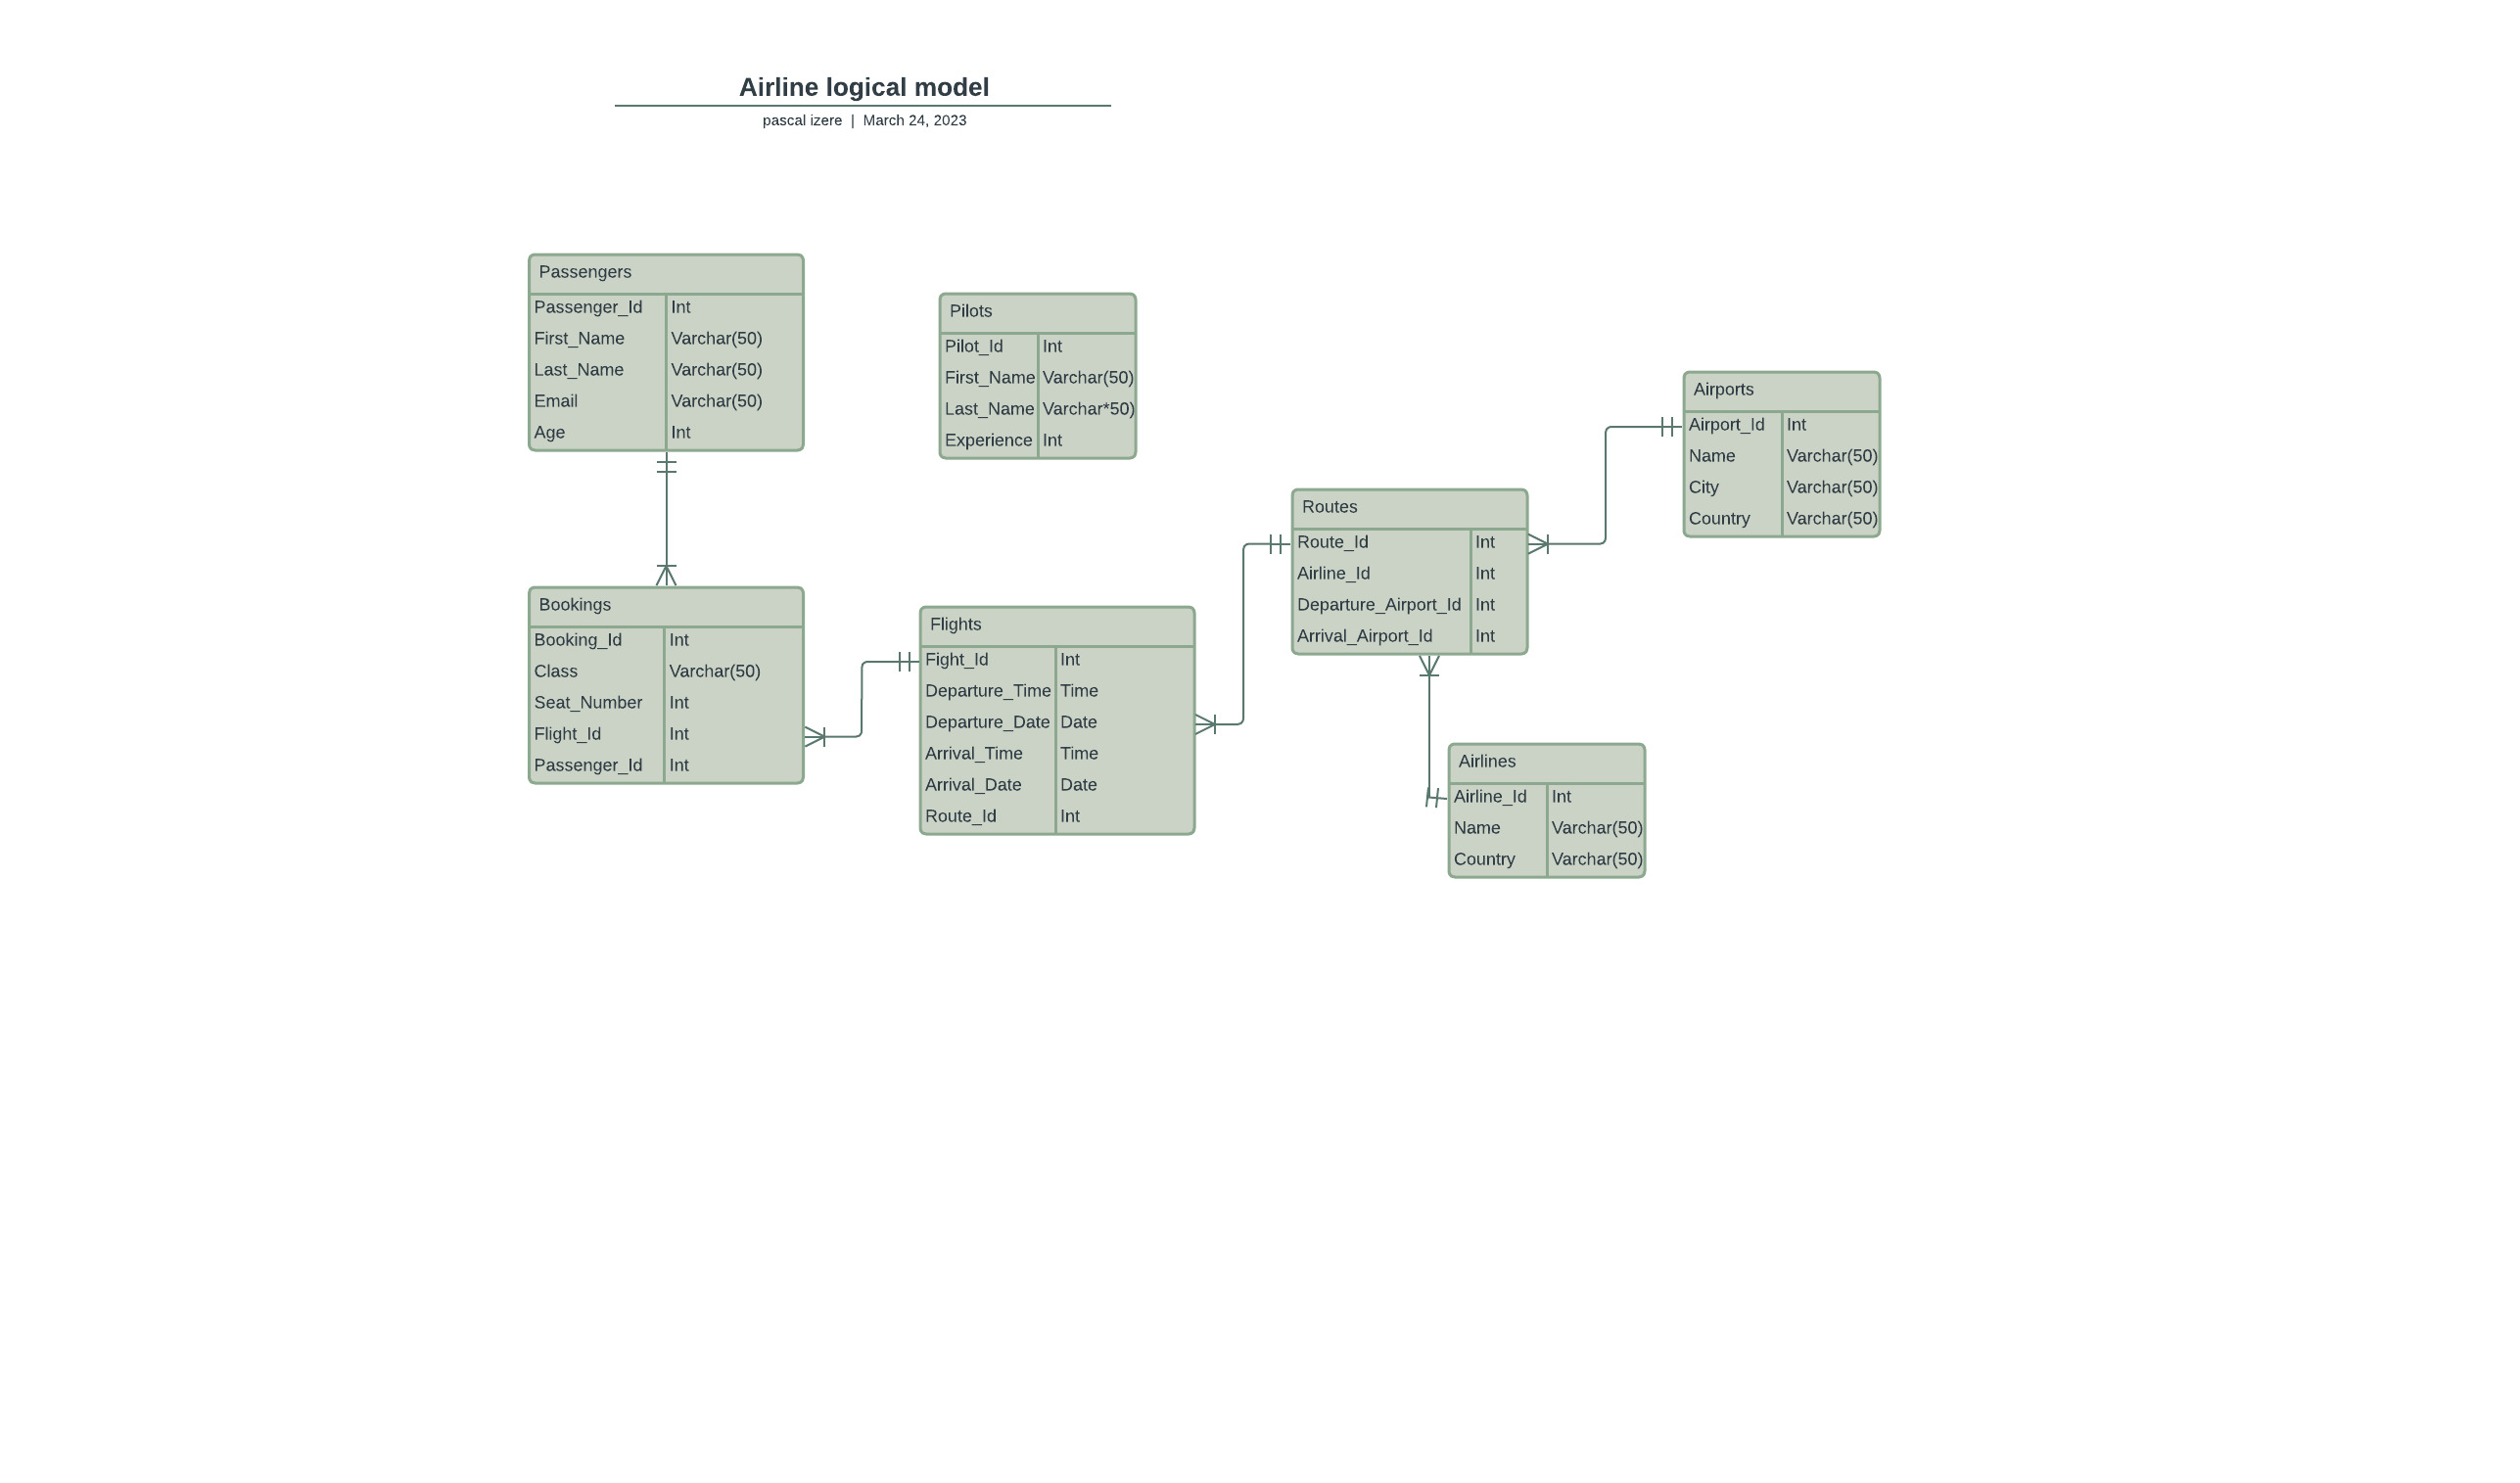 Airline logical model
pascal izere | March 24, 2023
Passengers
Passenger_Id Int
First_Name Varchar(50)
Last_Name Varchar(50)
Email Varchar(50)
Age Int
Pilots
Pilot_Id Int
First_Name Varchar(50)
Last_Name Varchar*50)
Experience Int
Airports
Airport_Id Int
Name Varchar(50)
City Varchar(50)
Country Varchar(50)
Routes
Route_Id Int
Airline_Id Int
Departure_Airport_Id Int
Arrival_Airport_Id Int
Bookings
Booking_Id Int
Class Varchar(50)
Seat_Number Int
Flight_Id Int
Passenger_Id Int
Flights
Fight_Id Int
Departure_Time Time
Departure_Date Date
Arrival_Time Time
Arrival_Date Date
Route_Id Int
Airlines
Airline_Id Int
Name Varchar(50)
Country Varchar(50)